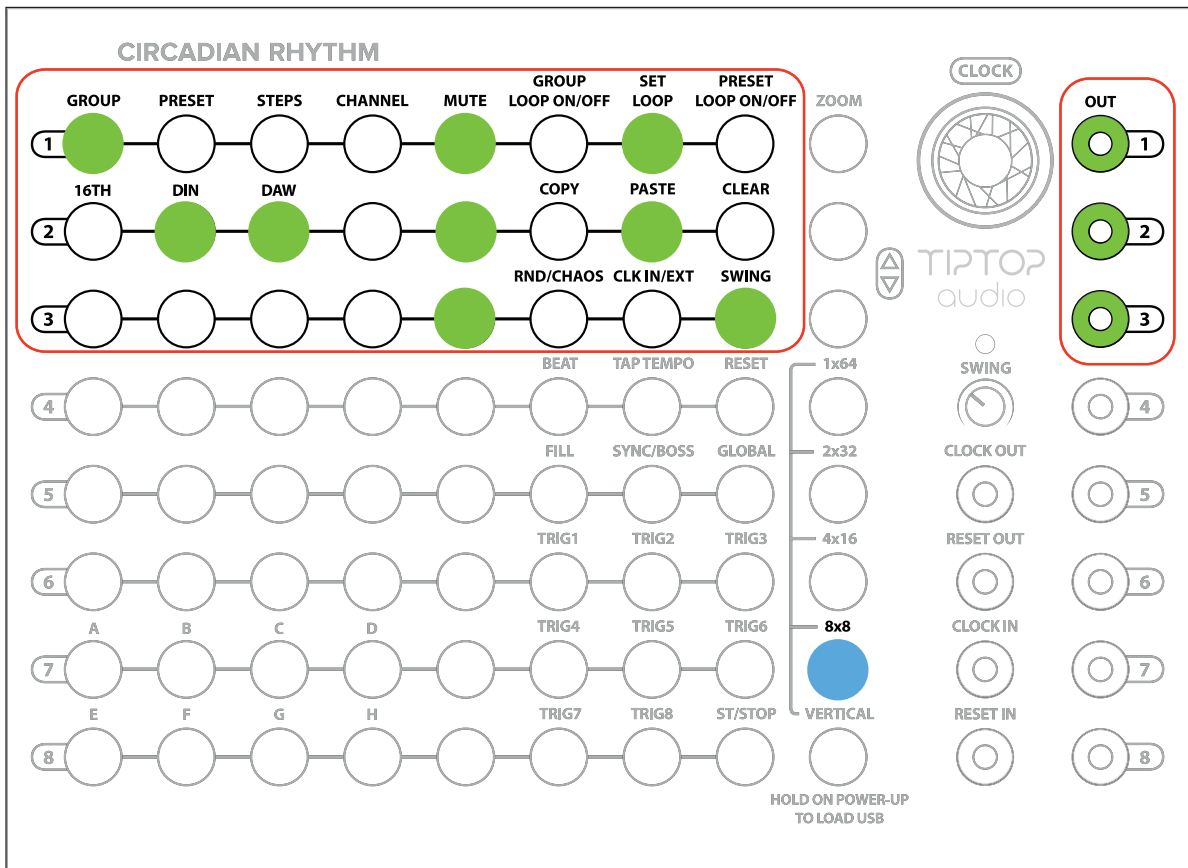 CIRCADIAN RHYTHM
CLOCK
GROUP PRESET STEPS CHANNEL MUTE GROUP LOOP ON/OFF SET LOOP PRESET LOOP ON/OFF ZOOM OUT
1 1
16TH DIN DAW COPY PASTE CLEAR
2 2
TIPTOP
audio
RND/CHAOS CLK IN/EXT SWING
3 3
BEAT TAP TEMPO RESET 1x64 SWING
4 4
FILL SYNC/BOSS GLOBAL 2x32 CLOCK OUT
5 5
TRIG1 TRIG2 TRIG3 4x16 RESET OUT
6 6
A B C D TRIG4 TRIG5 TRIG6 8x8 CLOCK IN
7 7
E F G H TRIG7 TRIG8 ST/STOP VERTICAL RESET IN
8 8
HOLD ON POWER-UP
TO LOAD USB